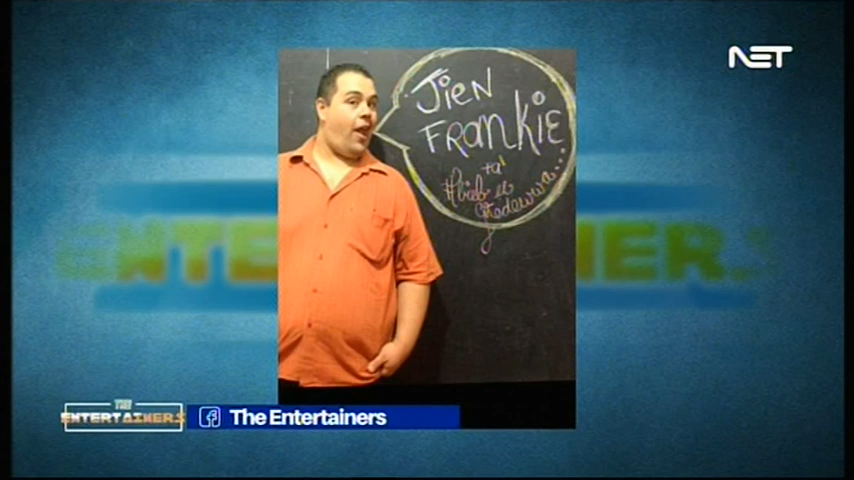 NET
JiEN
FRANKiE
ta'
THE
ENTERTAINERS
The Entertainers